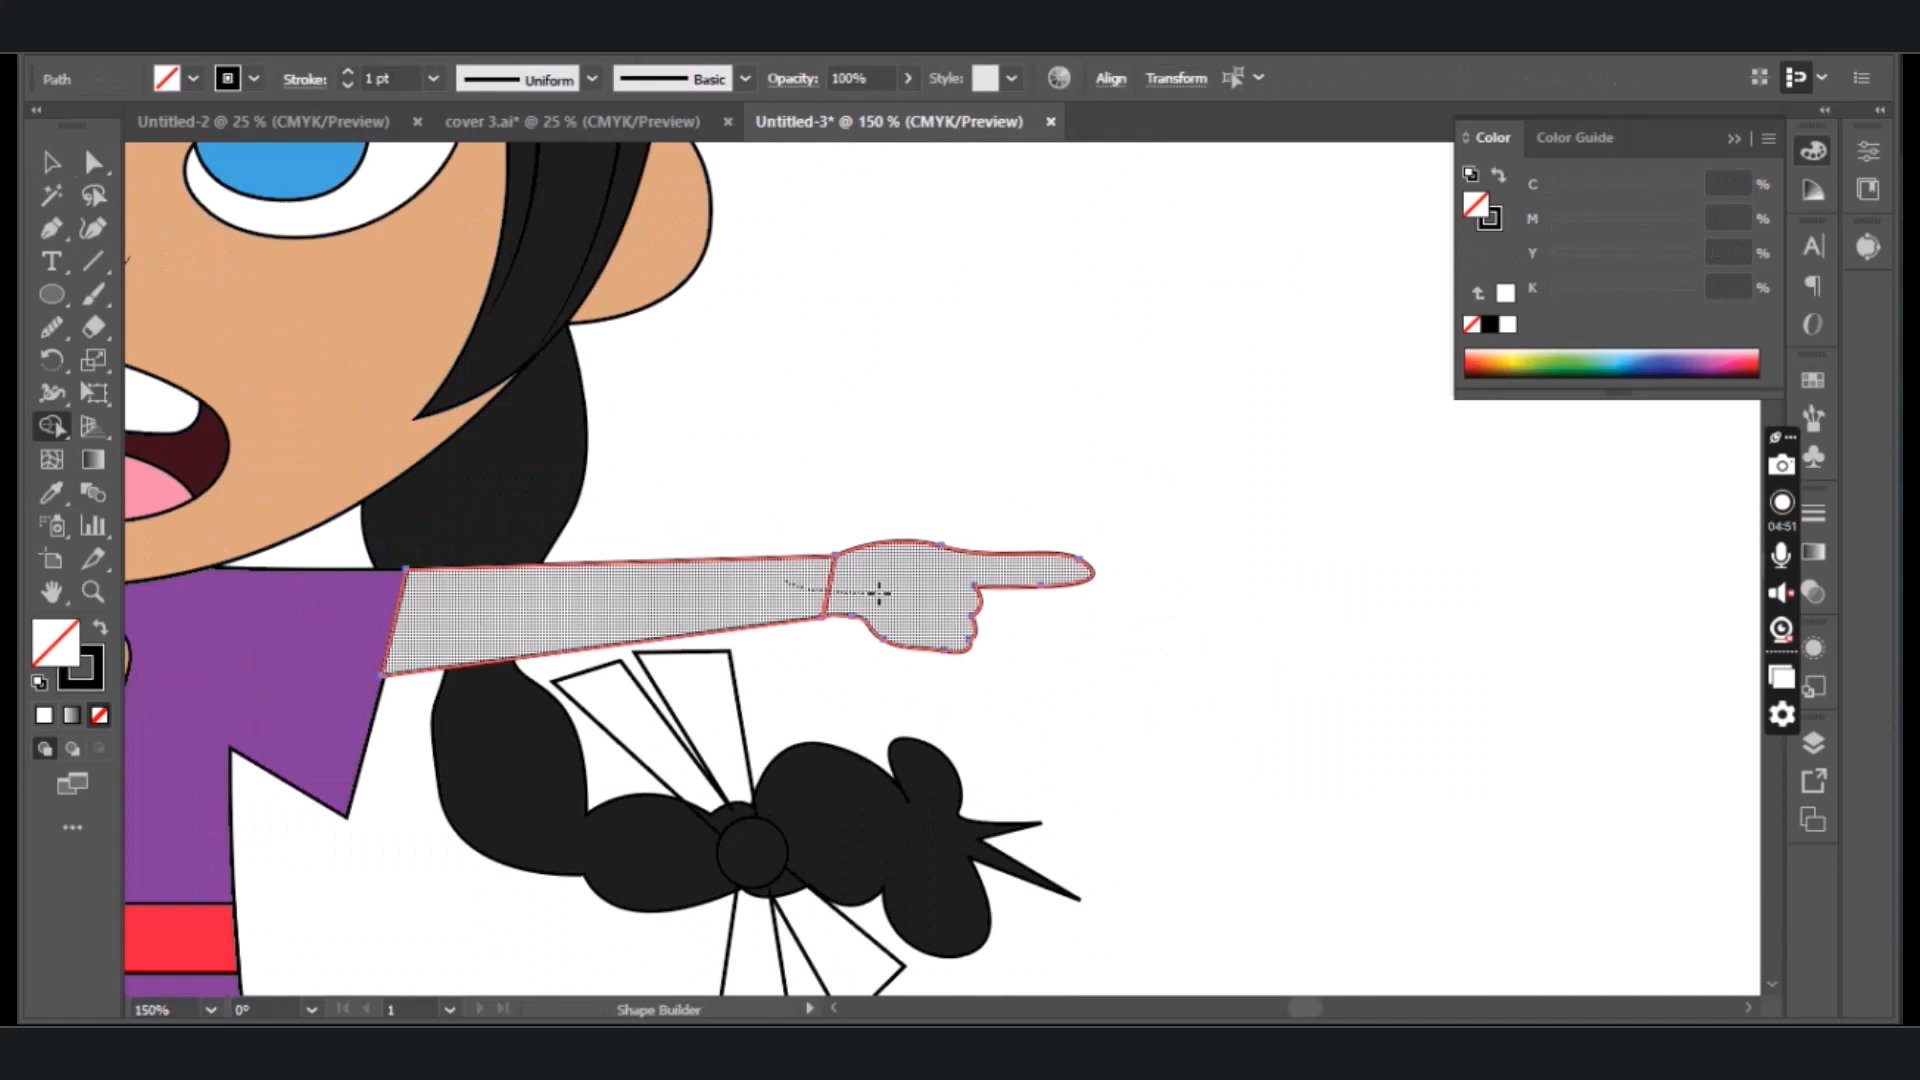 Path Stroke: 1 pt Uniform Basic Opacity: 100% Style: Align Transform
Untitled-2 @ 25 % (CMYK/Preview) × cover 3.ai* @ 25 % (CMYK/Preview) × Untitled-3* @ 150 % (CMYK/Preview) ×
Color Color Guide
C %
M %
Y %
K %
04:51
150% 0° 1 Shape Builder